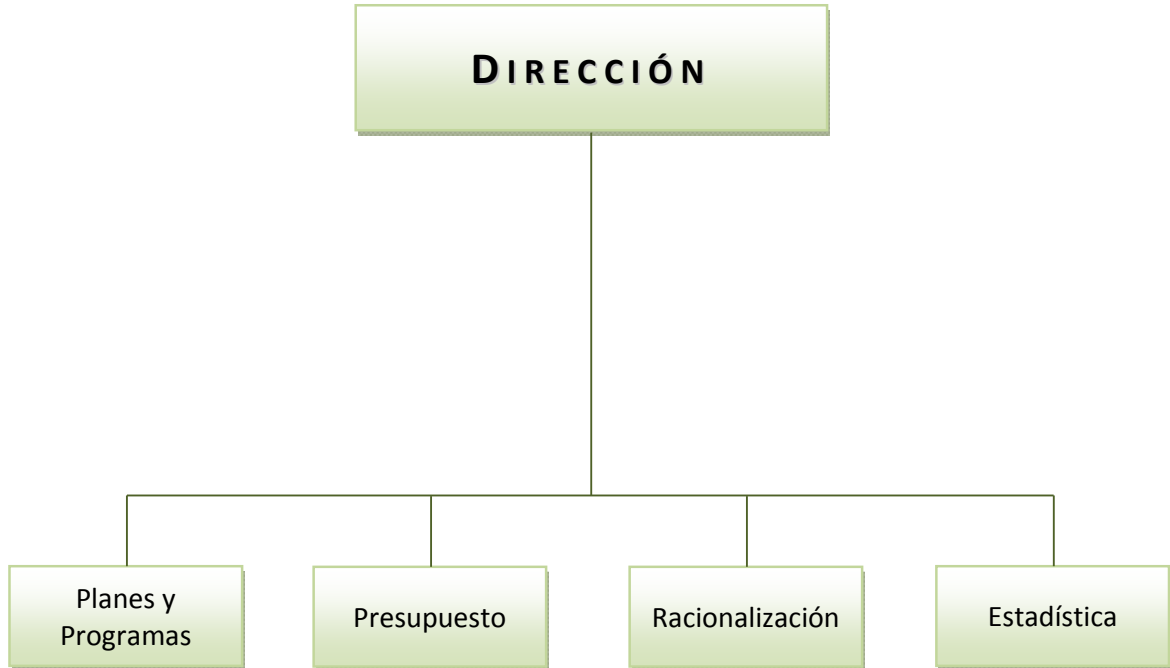 DIRECCIÓN
Planes y
Programas
Presupuesto
Racionalización
Estadística